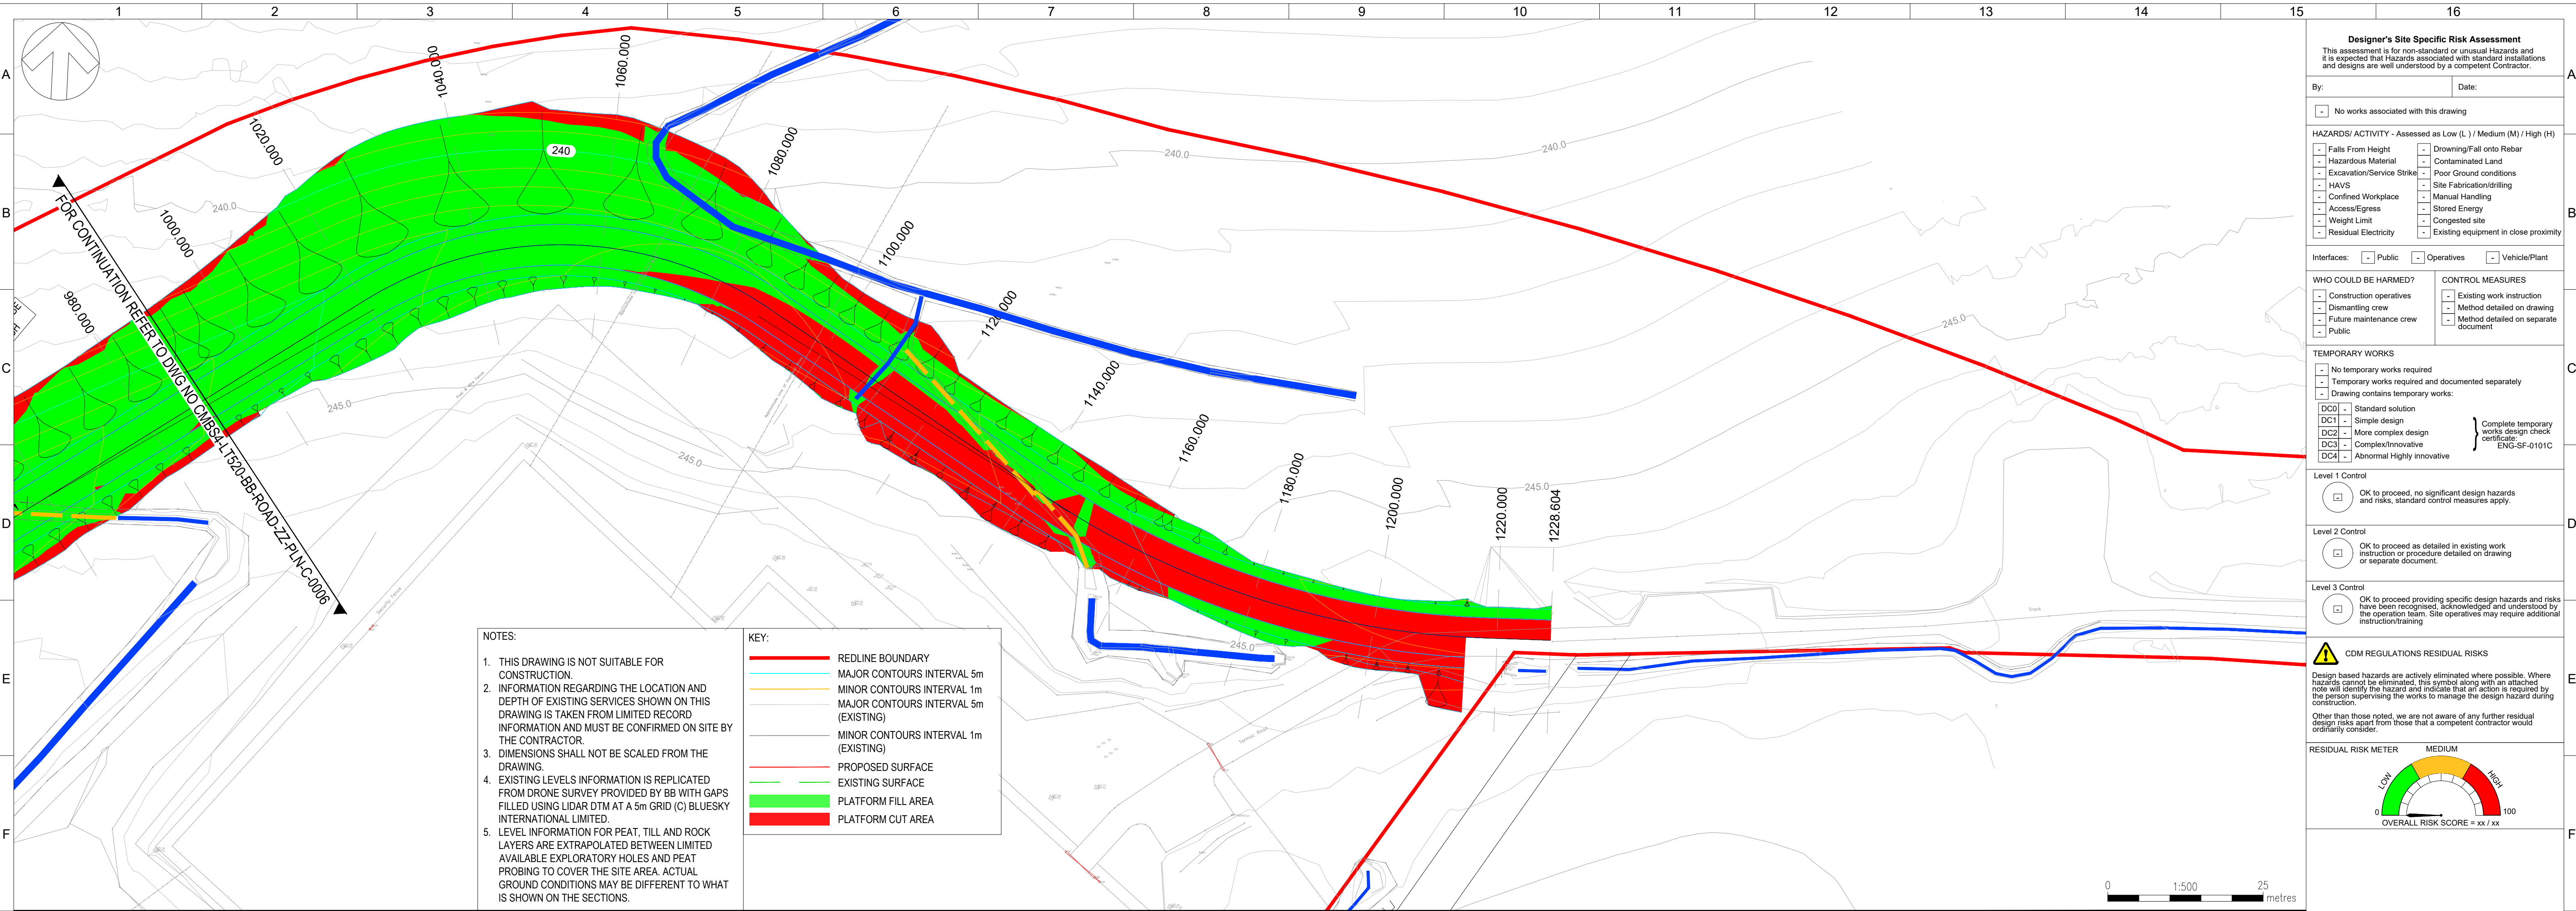 1 2 3 4 5 6 7 8 9 10 11 12 13 14 15 16
A
B
C
D
E
F
A
B
C
D
E
F
980.000
1000.000
1020.000
1040.000
1060.000
1080.000
1100.000
1120.000
1140.000
1160.000
1180.000
1200.000
1220.000
1228.604
240
240.0
240.0
240.0
245.0
245.0
245.0
245.0
245.0
FOR CONTINUATION REFER TO DWG NO CMBS4-LT520-BB-ROAD-ZZ-PLN-C-0006
Post & Wire Fence
Security Fence
Track
Tarmac Road
NOTES:
1. THIS DRAWING IS NOT SUITABLE FOR
CONSTRUCTION.
2. INFORMATION REGARDING THE LOCATION AND
DEPTH OF EXISTING SERVICES SHOWN ON THIS
DRAWING IS TAKEN FROM LIMITED RECORD
INFORMATION AND MUST BE CONFIRMED ON SITE BY
THE CONTRACTOR.
3. DIMENSIONS SHALL NOT BE SCALED FROM THE
DRAWING.
4. EXISTING LEVELS INFORMATION IS REPLICATED
FROM DRONE SURVEY PROVIDED BY BB WITH GAPS
FILLED USING LIDAR DTM AT A 5m GRID (C) BLUESKY
INTERNATIONAL LIMITED.
5. LEVEL INFORMATION FOR PEAT, TILL AND ROCK
LAYERS ARE EXTRAPOLATED BETWEEN LIMITED
AVAILABLE EXPLORATORY HOLES AND PEAT
PROBING TO COVER THE SITE AREA. ACTUAL
GROUND CONDITIONS MAY BE DIFFERENT TO WHAT
IS SHOWN ON THE SECTIONS.
KEY:
REDLINE BOUNDARY
MAJOR CONTOURS INTERVAL 5m
MINOR CONTOURS INTERVAL 1m
MAJOR CONTOURS INTERVAL 5m
(EXISTING)
MINOR CONTOURS INTERVAL 1m
(EXISTING)
PROPOSED SURFACE
EXISTING SURFACE
PLATFORM FILL AREA
PLATFORM CUT AREA
0 1:500 25
metres
Designer's Site Specific Risk Assessment
This assessment is for non-standard or unusual Hazards and
it is expected that Hazards associated with standard installations
and designs are well understood by a competent Contractor.
By: Date:
- No works associated with this drawing
HAZARDS/ ACTIVITY - Assessed as Low (L ) / Medium (M) / High (H)
- Falls From Height - Drowning/Fall onto Rebar
- Hazardous Material - Contaminated Land
- Excavation/Service Strike - Poor Ground conditions
- HAVS - Site Fabrication/drilling
- Confined Workplace - Manual Handling
- Access/Egress - Stored Energy
- Weight Limit - Congested site
- Residual Electricity - Existing equipment in close proximity
Interfaces: - Public - Operatives - Vehicle/Plant
WHO COULD BE HARMED?
- Construction operatives
- Dismantling crew
- Future maintenance crew
- Public
CONTROL MEASURES
- Existing work instruction
- Method detailed on drawing
- Method detailed on separate
document
TEMPORARY WORKS
- No temporary works required
- Temporary works required and documented separately
- Drawing contains temporary works:
DC0 - Standard solution
DC1 - Simple design
DC2 - More complex design
DC3 - Complex/Innovative
DC4 - Abnormal Highly innovative
Complete temporary
works design check
certificate:
ENG-SF-0101C
Level 1 Control
- OK to proceed, no significant design hazards
and risks, standard control measures apply.
Level 2 Control
- OK to proceed as detailed in existing work
instruction or procedure detailed on drawing
or separate document.
Level 3 Control
- OK to proceed providing specific design hazards and risks
have been recognised, acknowledged and understood by
the operation team. Site operatives may require additional
instruction/training
! CDM REGULATIONS RESIDUAL RISKS
Design based hazards are actively eliminated where possible. Where
hazards cannot be eliminated, this symbol along with an attached
note will identify the hazard and indicate that an action is required by
the person supervising the works to manage the design hazard during
construction.
Other than those noted, we are not aware of any further residual
design risks apart from those that a competent contractor would
ordinarily consider.
RESIDUAL RISK METER
MEDIUM
LOW
HIGH
0
100
OVERALL RISK SCORE = xx / xx